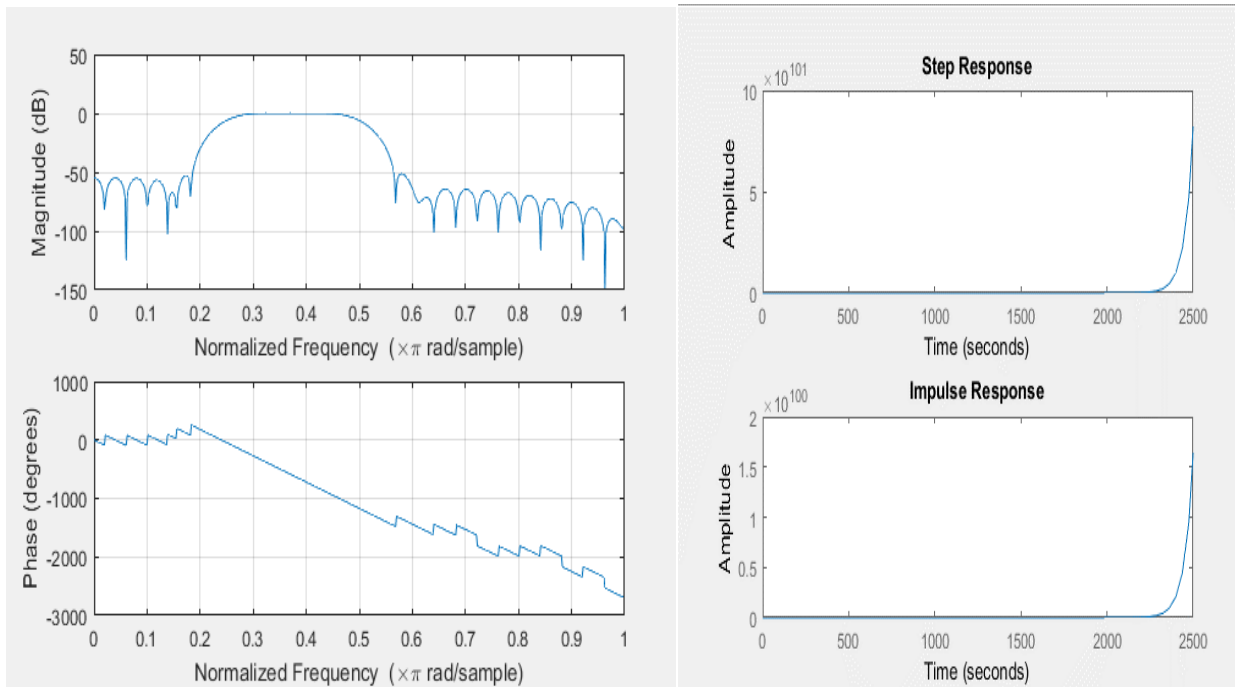 50
0
-50
-100
-150
Magnitude (dB)
0 0.1 0.2 0.3 0.4 0.5 0.6 0.7 0.8 0.9 1
Normalized Frequency (×π rad/sample)
1000
0
-1000
-2000
-3000
Phase (degrees)
0 0.1 0.2 0.3 0.4 0.5 0.6 0.7 0.8 0.9 1
Normalized Frequency (×π rad/sample)
Step Response
×10^101
10
5
0
Amplitude
0 500 1000 1500 2000 2500
Time (seconds)
Impulse Response
×10^100
2
1.5
1
0.5
0
Amplitude
0 500 1000 1500 2000 2500
Time (seconds)